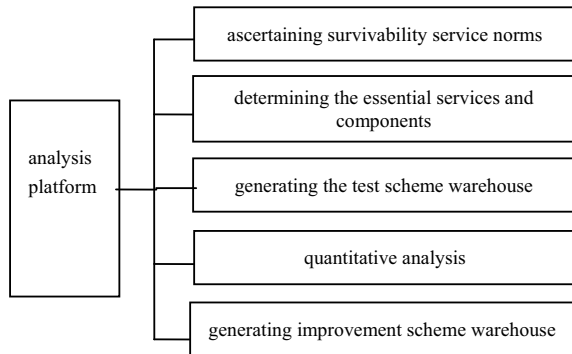 analysis
platform
ascertaining survivability service norms
determining the essential services and
components
generating the test scheme warehouse
quantitative analysis
generating improvement scheme warehouse